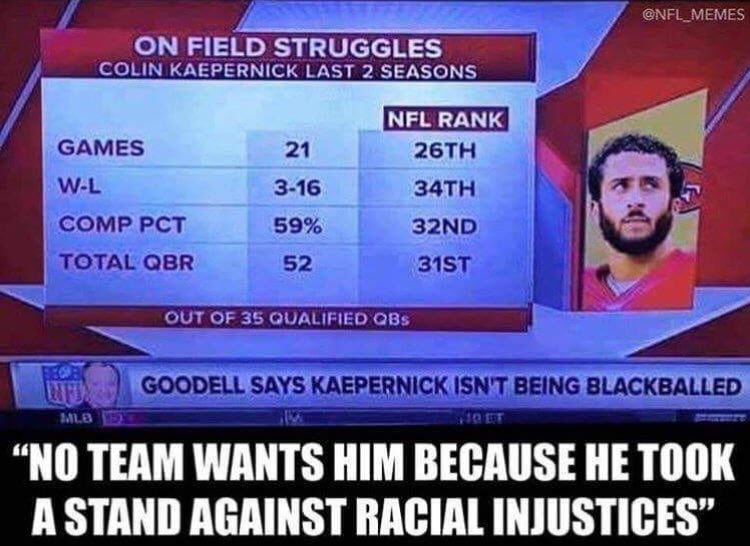 @NFL_MEMES
ON FIELD STRUGGLES
COLIN KAEPERNICK LAST 2 SEASONS
NFL RANK
GAMES 21 26TH
W-L 3-16 34TH
COMP PCT 59% 32ND
TOTAL QBR 52 31ST
OUT OF 35 QUALIFIED QBs
NFL GOODELL SAYS KAEPERNICK ISN'T BEING BLACKBALLED
MLB
"NO TEAM WANTS HIM BECAUSE HE TOOK
A STAND AGAINST RACIAL INJUSTICES"